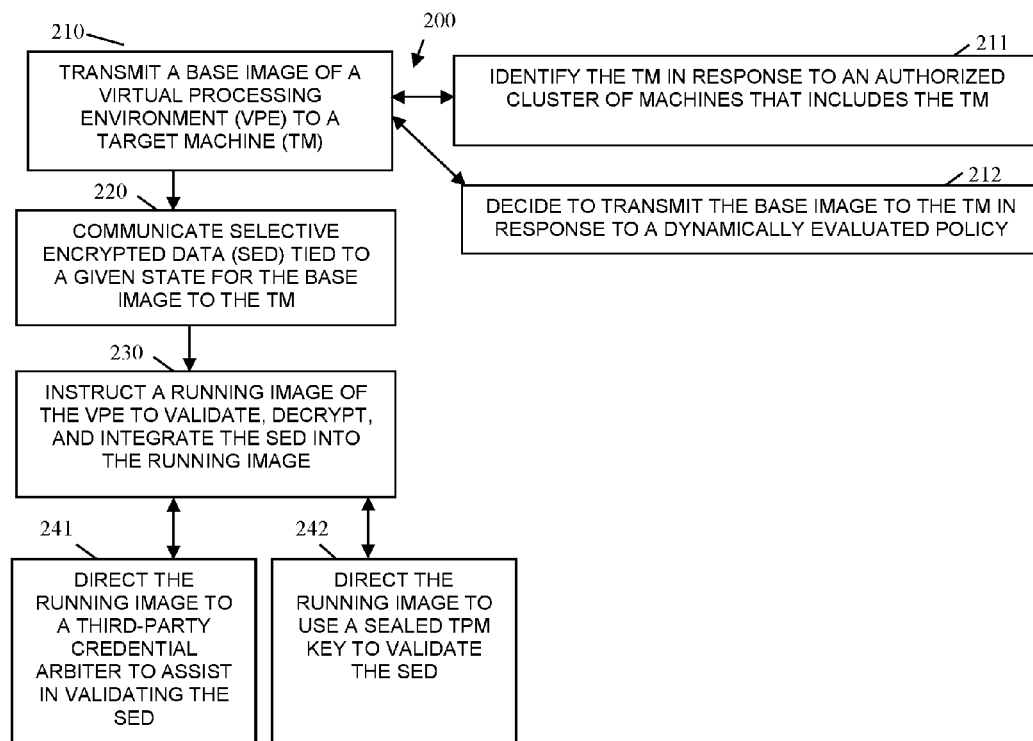 210
200
TRANSMIT A BASE IMAGE OF A
VIRTUAL PROCESSING
ENVIRONMENT (VPE) TO A
TARGET MACHINE (TM)
211
IDENTIFY THE TM IN RESPONSE TO AN AUTHORIZED
CLUSTER OF MACHINES THAT INCLUDES THE TM
212
DECIDE TO TRANSMIT THE BASE IMAGE TO THE TM IN
RESPONSE TO A DYNAMICALLY EVALUATED POLICY
220
COMMUNICATE SELECTIVE
ENCRYPTED DATA (SED) TIED TO
A GIVEN STATE FOR THE BASE
IMAGE TO THE TM
230
INSTRUCT A RUNNING IMAGE OF
THE VPE TO VALIDATE, DECRYPT,
AND INTEGRATE THE SED INTO
THE RUNNING IMAGE
241
DIRECT THE
RUNNING IMAGE TO
A THIRD-PARTY
CREDENTIAL
ARBITER TO ASSIST
IN VALIDATING THE
SED
242
DIRECT THE
RUNNING IMAGE TO
USE A SEALED TPM
KEY TO VALIDATE
THE SED